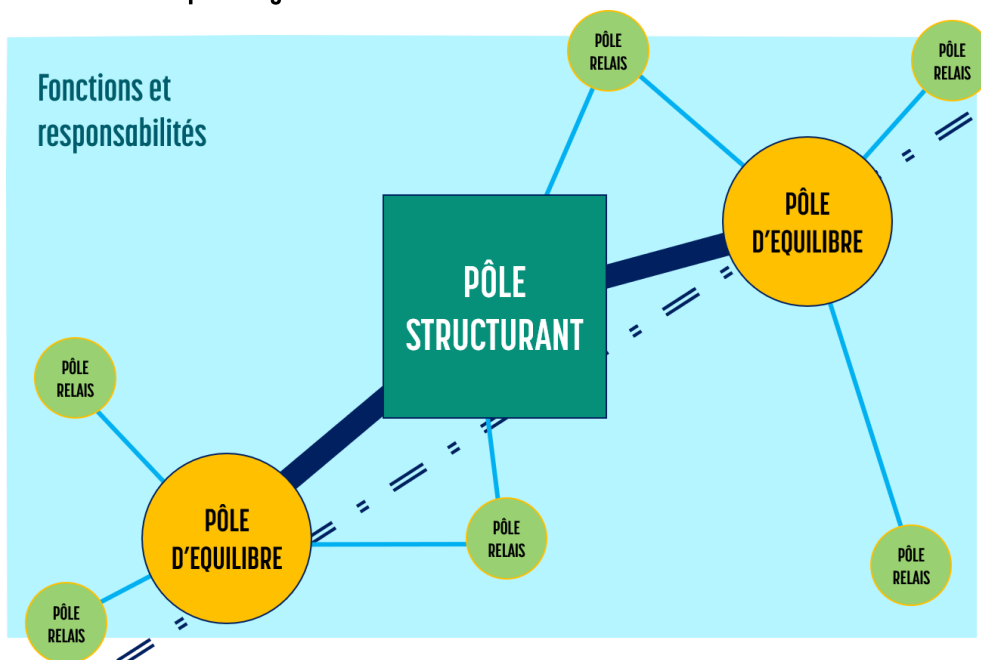 PÔLE
RELAIS
PÔLE
RELAIS
Fonctions et
responsabilités
PÔLE
D'EQUILIBRE
PÔLE
STRUCTURANT
PÔLE
RELAIS
PÔLE
D'EQUILIBRE
PÔLE
RELAIS
PÔLE
RELAIS
PÔLE
RELAIS